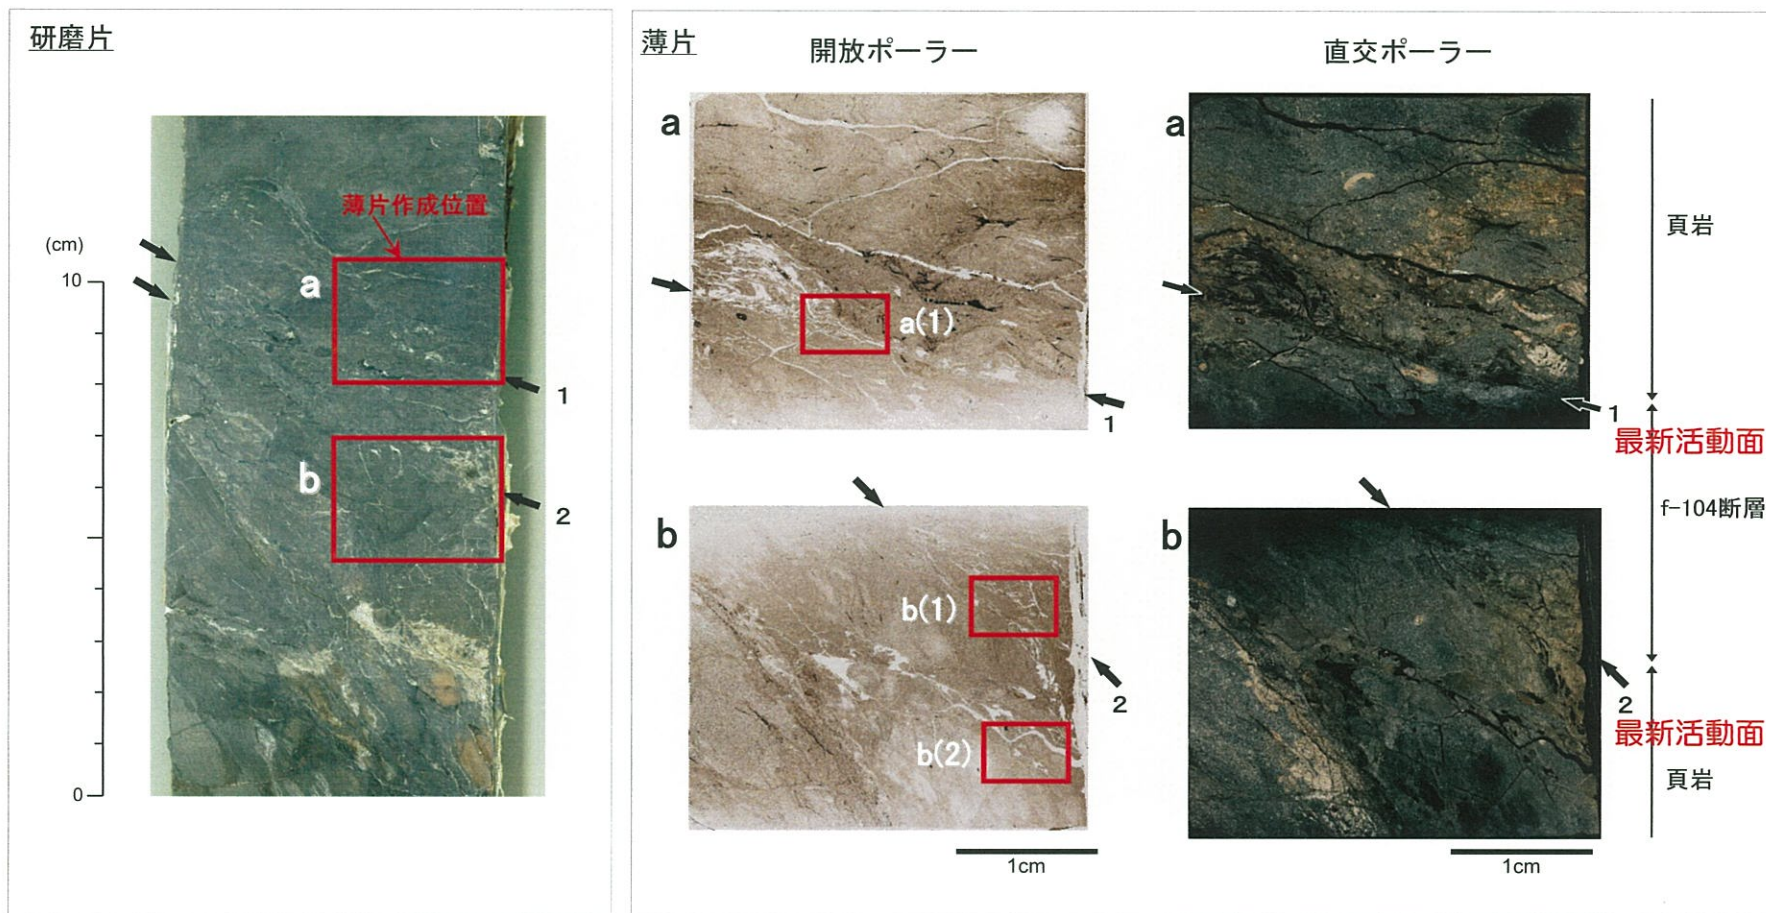 研磨片
薄片作成位置
(cm)
10
a
1
b
2
0
薄片
開放ポーラー
直交ポーラー
a
a(1)
1
a
1
頁岩
最新活動面
f-104断層
b
b(1)
2
b(2)
b
2
最新活動面
頁岩
1cm
1cm